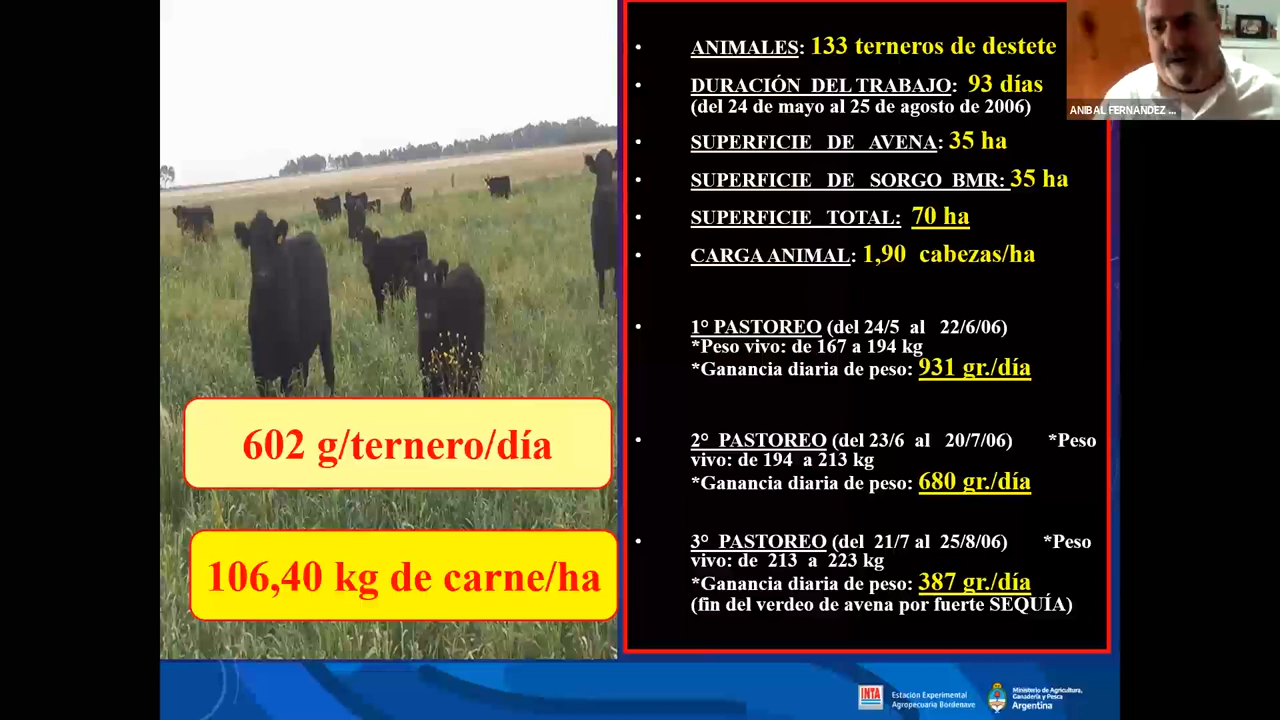 ANIMALES: 133 terneros de destete
DURACIÓN DEL TRABAJO: 93 días
(del 24 de mayo al 25 de agosto de 2006)
SUPERFICIE DE AVENA: 35 ha
SUPERFICIE DE SORGO BMR: 35 ha
SUPERFICIE TOTAL: 70 ha
CARGA ANIMAL: 1,90 cabezas/ha
1° PASTOREO (del 24/5 al 22/6/06)
*Peso vivo: de 167 a 194 kg
*Ganancia diaria de peso: 931 gr./día
2° PASTOREO (del 23/6 al 20/7/06) *Peso
vivo: de 194 a 213 kg
*Ganancia diaria de peso: 680 gr./día
3° PASTOREO (del 21/7 al 25/8/06) *Peso
vivo: de 213 a 223 kg
*Ganancia diaria de peso: 387 gr./día
(fin del verdeo de avena por fuerte SEQUÍA)
602 g/ternero/día
106,40 kg de carne/ha
ANIBAL FERNANDEZ ...
INTA
Estación Experimental
Agropecuaria Bordenave
Ministerio de Agricultura,
Ganadería y Pesca
Argentina